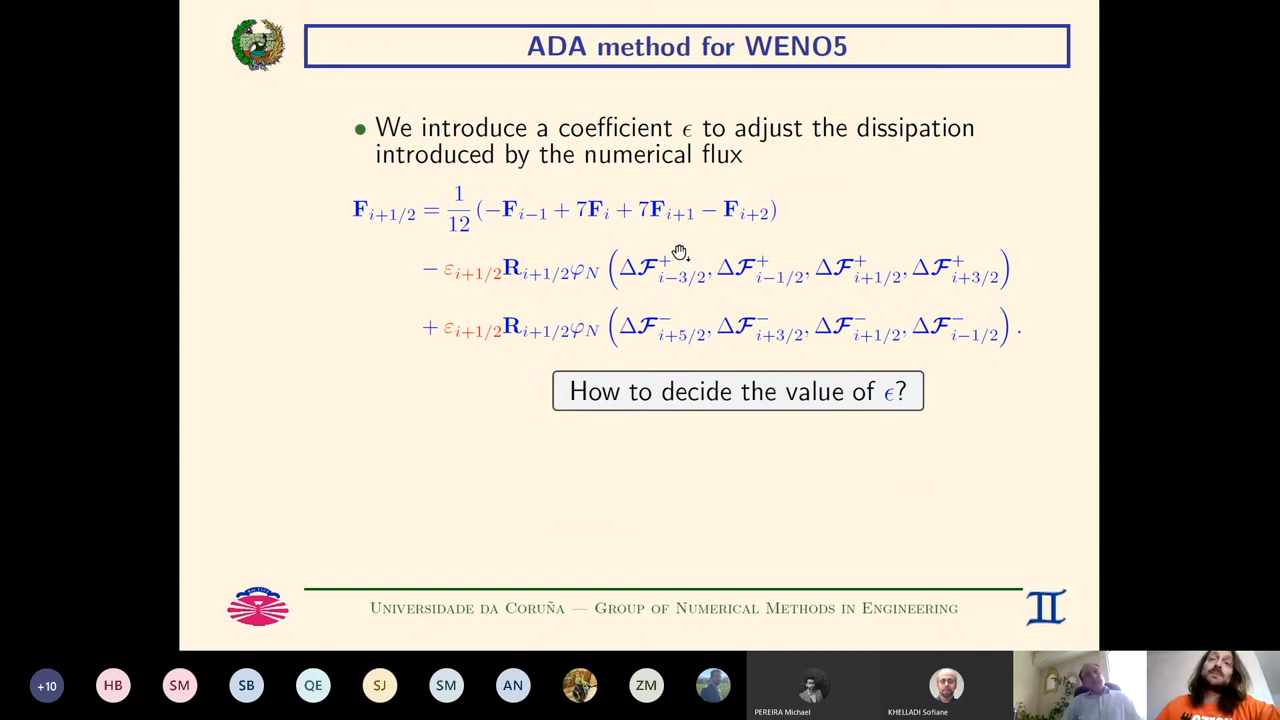 ADA method for WENO5
• We introduce a coefficient ϵ to adjust the dissipation
introduced by the numerical flux
F_{i+1/2} = \frac{1}{12} (−F_{i−1} + 7F_i + 7F_{i+1} − F_{i+2})
− ε_{i+1/2} R_{i+1/2} φ_N (Δ𝓕^+_{i−3/2}, Δ𝓕^+_{i−1/2}, Δ𝓕^+_{i+1/2}, Δ𝓕^+_{i+3/2})
+ ε_{i+1/2} R_{i+1/2} φ_N (Δ𝓕^−_{i+5/2}, Δ𝓕^−_{i+3/2}, Δ𝓕^−_{i+1/2}, Δ𝓕^−_{i−1/2}) .
How to decide the value of ϵ?
Universidade da Coruña — Group of Numerical Methods in Engineering
+10 HB SM SB QE SJ SM AN ZM
PEREIRA Michael KHELLADI Sofiane